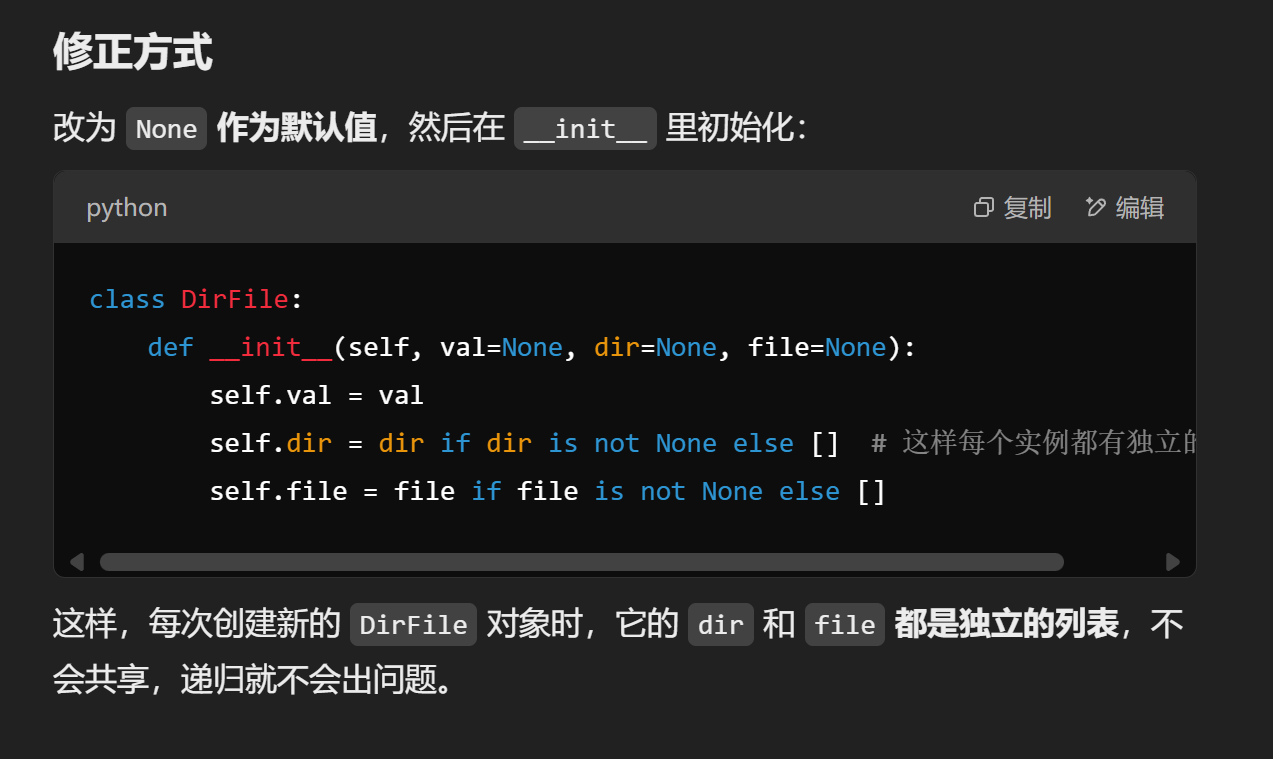 修正方式
改为 None 作为默认值，然后在 __init__ 里初始化：
python 复制 编辑
class DirFile:
    def __init__(self, val=None, dir=None, file=None):
        self.val = val
        self.dir = dir if dir is not None else []  # 这样每个实例都有独立的
        self.file = file if file is not None else []
这样，每次创建新的 DirFile 对象时，它的 dir 和 file 都是独立的列表，不
会共享，递归就不会出问题。